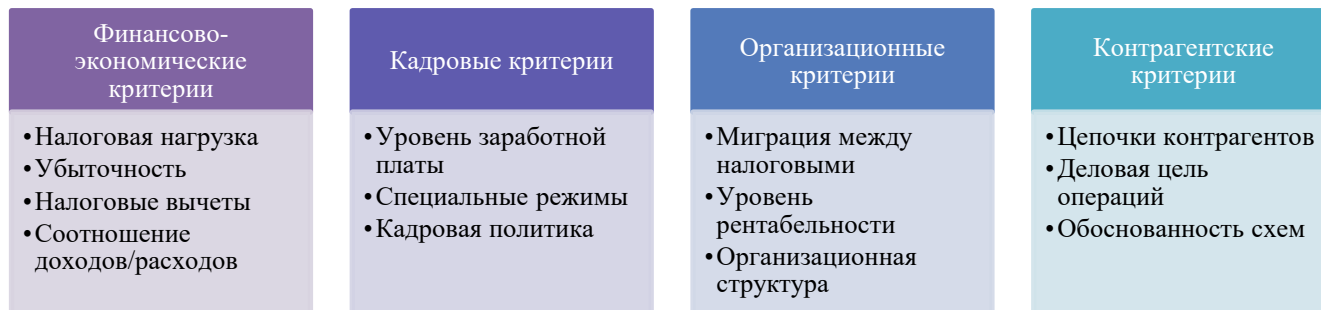 Финансово-
экономические
критерии
•Налоговая нагрузка
•Убыточность
•Налоговые вычеты
•Соотношение
доходов/расходов
Кадровые критерии
•Уровень заработной
платы
•Специальные режимы
•Кадровая политика
Организационные
критерии
•Миграция между
налоговыми
•Уровень
рентабельности
•Организационная
структура
Контрагентские
критерии
•Цепочки контрагентов
•Деловая цель
операций
•Обоснованность схем